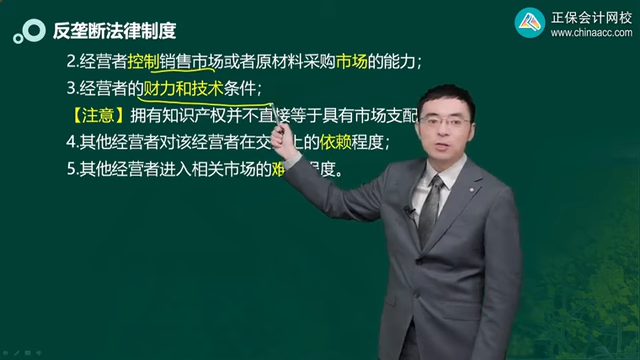 反垄断法律制度
正保会计网校
www.chinaacc.com
2.经营者控制销售市场或者原材料采购市场的能力；
3.经营者的财力和技术条件；
【注意】拥有知识产权并不直接等于具有市场支配
4.其他经营者对该经营者在交 上的依赖程度；
5.其他经营者进入相关市场的难 程度。